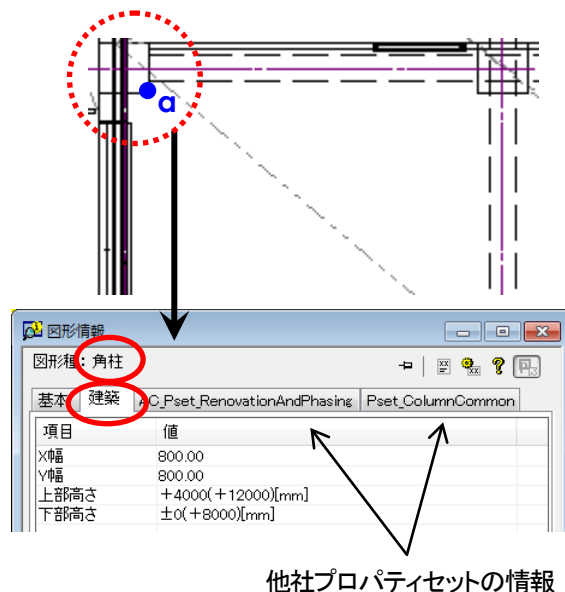 a
図形情報
図形種：角柱
基本 建築 AC_Pset_RenovationAndPhasing Pset_ColumnCommon
項目 値
X幅 800.00
Y幅 800.00
上部高さ +4000(+12000)[mm]
下部高さ ±0(+8000)[mm]
他社プロパティセットの情報